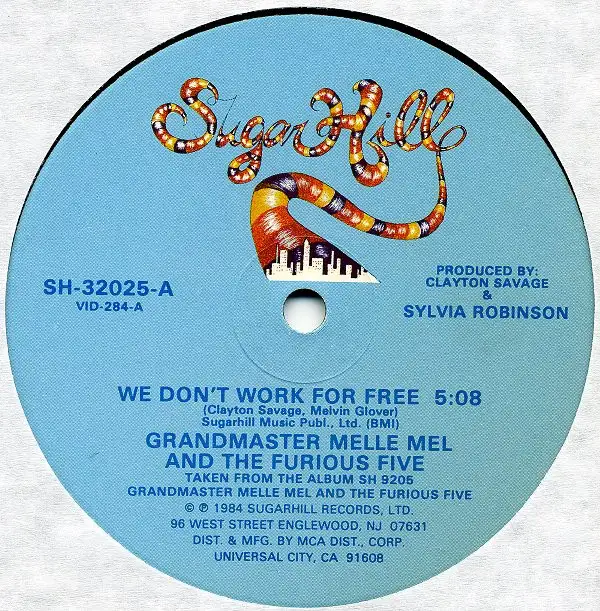 Sugar Hill
SH-32025-A
VID-284-A
PRODUCED BY:
CLAYTON SAVAGE
&
SYLVIA ROBINSON
WE DON'T WORK FOR FREE 5:08
(Clayton Savage, Melvin Glover)
Sugarhill Music Publ., Ltd. (BMI)
GRANDMASTER MELLE MEL
AND THE FURIOUS FIVE
TAKEN FROM THE ALBUM SH 9205
GRANDMASTER MELLE MEL AND THE FURIOUS FIVE
© ℗ 1984 SUGARHILL RECORDS, LTD.
96 WEST STREET ENGLEWOOD, NJ 07631
DIST. & MFG. BY MCA DIST., CORP.
UNIVERSAL CITY, CA 91608